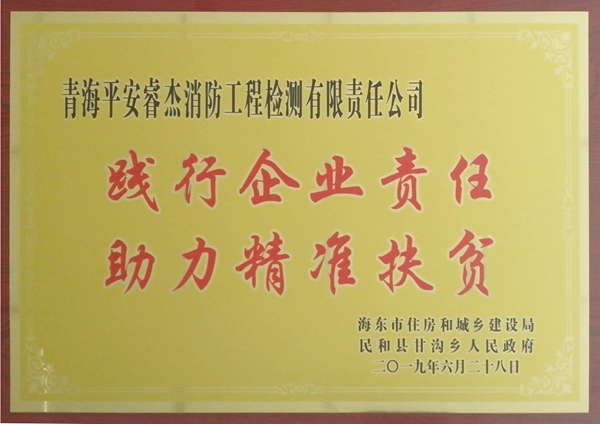 青海平安睿杰消防工程检测有限责任公司
践行企业责任
助力精准扶贫
海东市住房和城乡建设局
民和县甘沟乡人民政府
二〇一九年六月二十八日